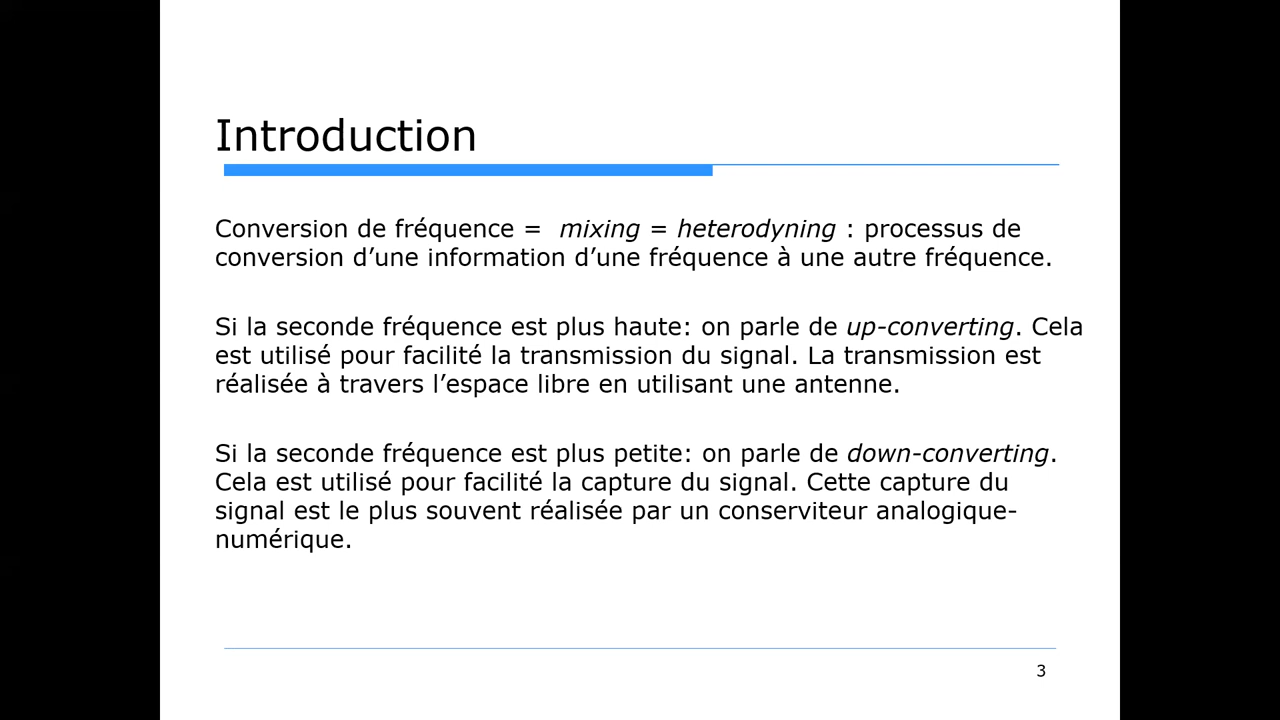 Introduction
Conversion de fréquence = mixing = heterodyning : processus de
conversion d’une information d’une fréquence à une autre fréquence.
Si la seconde fréquence est plus haute: on parle de up-converting. Cela
est utilisé pour facilité la transmission du signal. La transmission est
réalisée à travers l’espace libre en utilisant une antenne.
Si la seconde fréquence est plus petite: on parle de down-converting.
Cela est utilisé pour facilité la capture du signal. Cette capture du
signal est le plus souvent réalisée par un conserviteur analogique-
numérique.
3